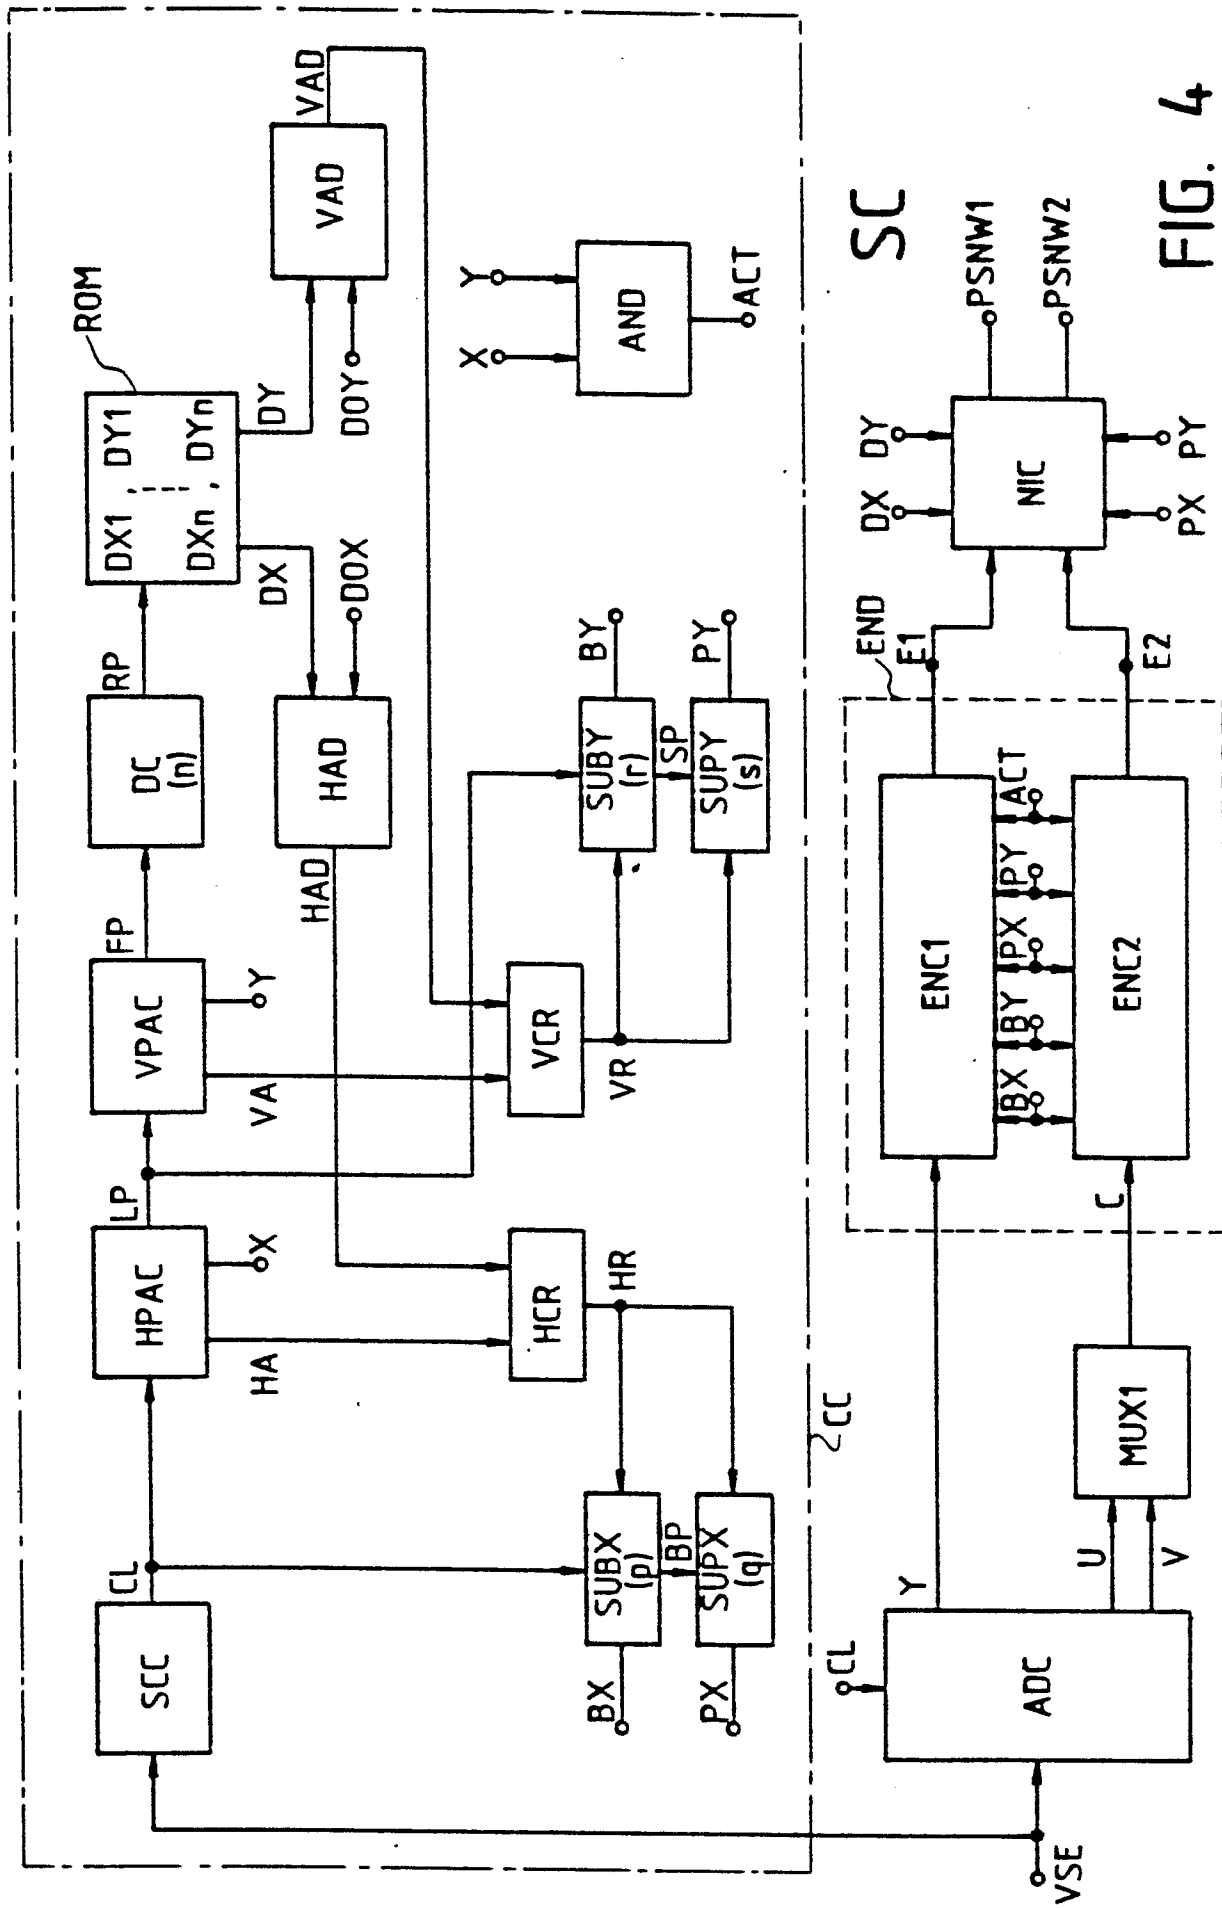 SCC
CL
HPAC
LP
VPAC
FP
DC
(n)
RP
DX1 , DY1
DXn , DYn
ROM
X
HA
Y
VA
HAD
HAD
DX
DOX
DY
DOY
VAD
VAD
HCR
HR
VCR
VR
SUBX
(p)
BX
BP
SUPX
(q)
PX
SUBY
(r)
BY
SP
SUPY
(s)
PY
X
Y
AND
ACT
CC
SC
VSE
CL
ADC
Y
U
V
MUX1
C
END
ENC1
BX
BY
PX
PY
ACT
ENC2
E1
E2
DX
DY
NIC
PX
PY
PSNW1
PSNW2
FIG. 4